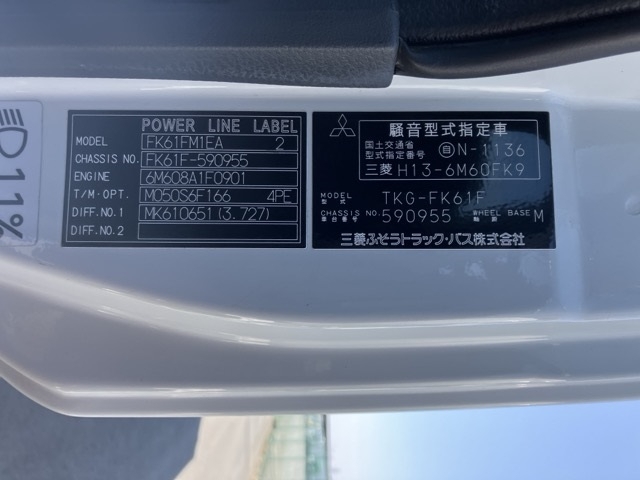 11%
POWER LINE LABEL
MODEL FK61FM1EA 2
CHASSIS NO. FK61F-590955
ENGINE 6M608A1F0901
T/M·OPT. M050S6F166 4PE
DIFF.NO.1 MK610651(3.727)
DIFF.NO.2
騒音型式指定車
国土交通省
型式指定番号 自N-1136
三菱 H13-6M60FK9
MODEL 型式 TKG-FK61F
CHASSIS NO. 車台番号 590955 WHEEL BASE 軸距 M
三菱ふそうトラック・バス株式会社